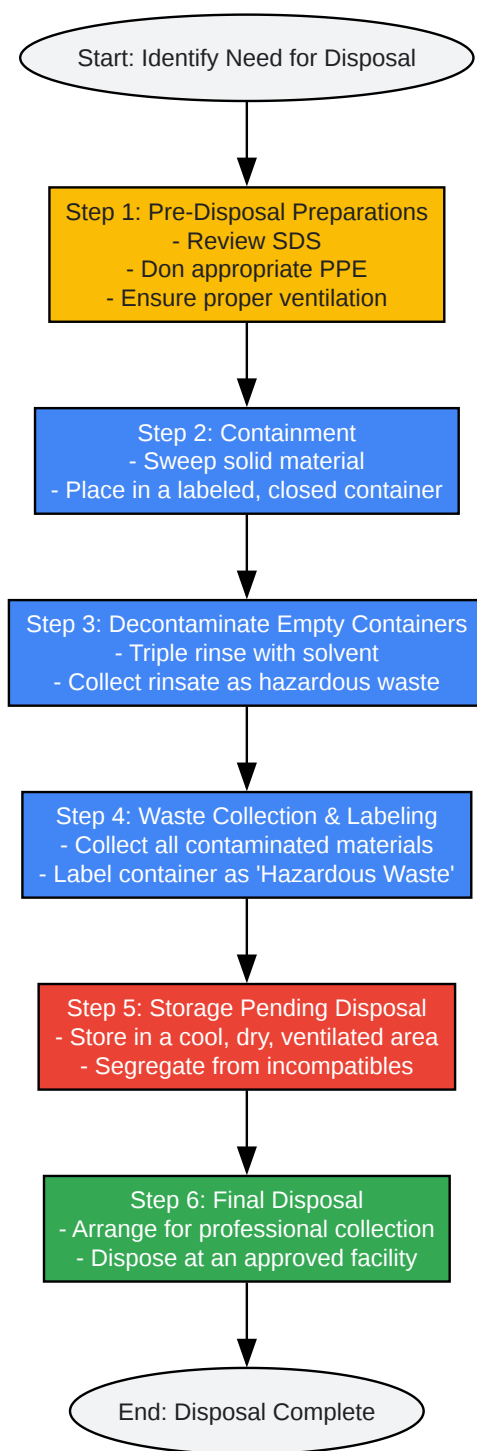 Start: Identify Need for Disposal
Step 1: Pre-Disposal Preparations
- Review SDS
- Don appropriate PPE
- Ensure proper ventilation
Step 2: Containment
- Sweep solid material
- Place in a labeled, closed container
Step 3: Decontaminate Empty Containers
- Triple rinse with solvent
- Collect rinsate as hazardous waste
Step 4: Waste Collection & Labeling
- Collect all contaminated materials
- Label container as 'Hazardous Waste'
Step 5: Storage Pending Disposal
- Store in a cool, dry, ventilated area
- Segregate from incompatibles
Step 6: Final Disposal
- Arrange for professional collection
- Dispose at an approved facility
End: Disposal Complete